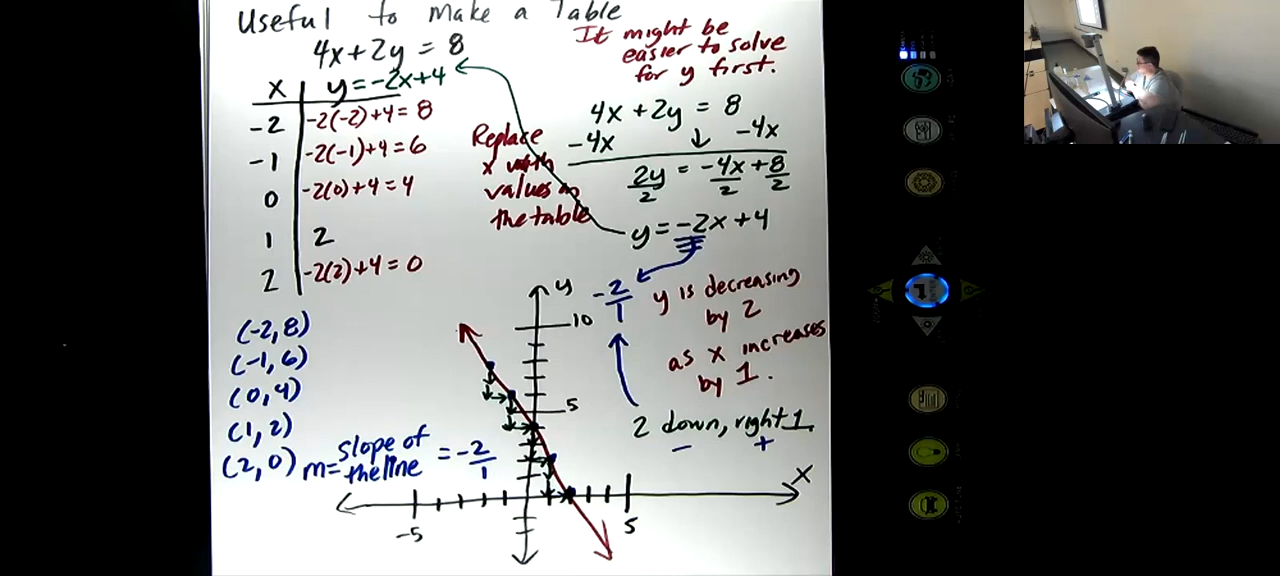 Useful to Make a Table
4x+2y = 8
x y=-2x+4
-2 -2(-2)+4=8
-1 -2(-1)+4=6
0 -2(0)+4=4
1 2
2 -2(2)+4=0
(-2,8)
(-1,6)
(0,4)
(1,2)
(2,0)
m= slope of
the line = -2/1
It might be
easier to solve
for y first.
4x+2y = 8
-4x -4x
2y/2 = -4x/2 + 8/2
y = -2x+4
Replace
x with
values in
the table
-2/1
y is decreasing
by 2
as x increases
by 1.
2 down, right 1.
- +
y
10
5
x
-5
5